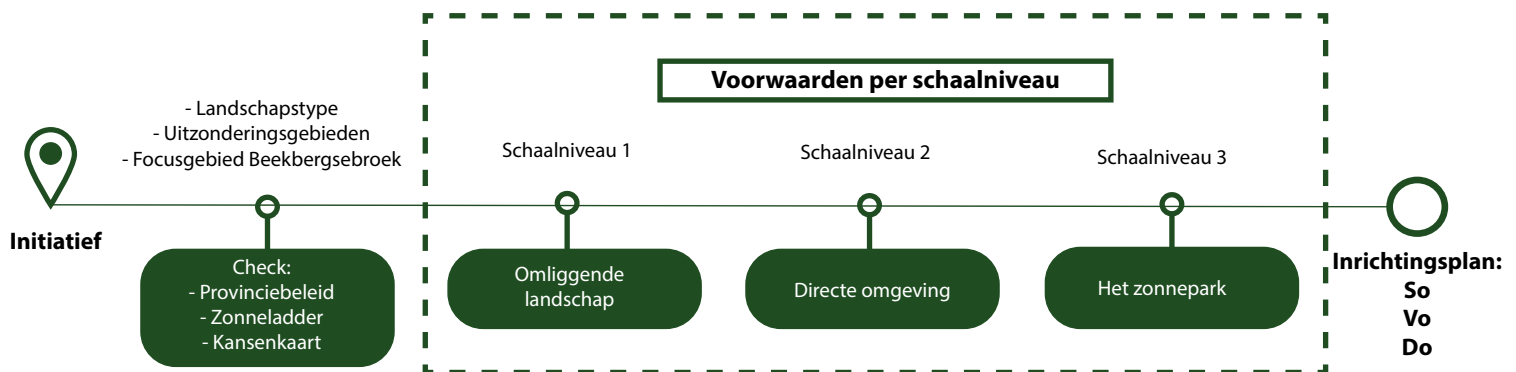 Initiatief
- Landschapstype
- Uitzonderingsgebieden
- Focusgebied Beekbergsebroek
Check:
- Provinciebeleid
- Zonneladder
- Kansenkaart
Voorwaarden per schaalniveau
Schaalniveau 1
Omliggende
landschap
Schaalniveau 2
Directe omgeving
Schaalniveau 3
Het zonnepark
Inrichtingsplan:
So
Vo
Do